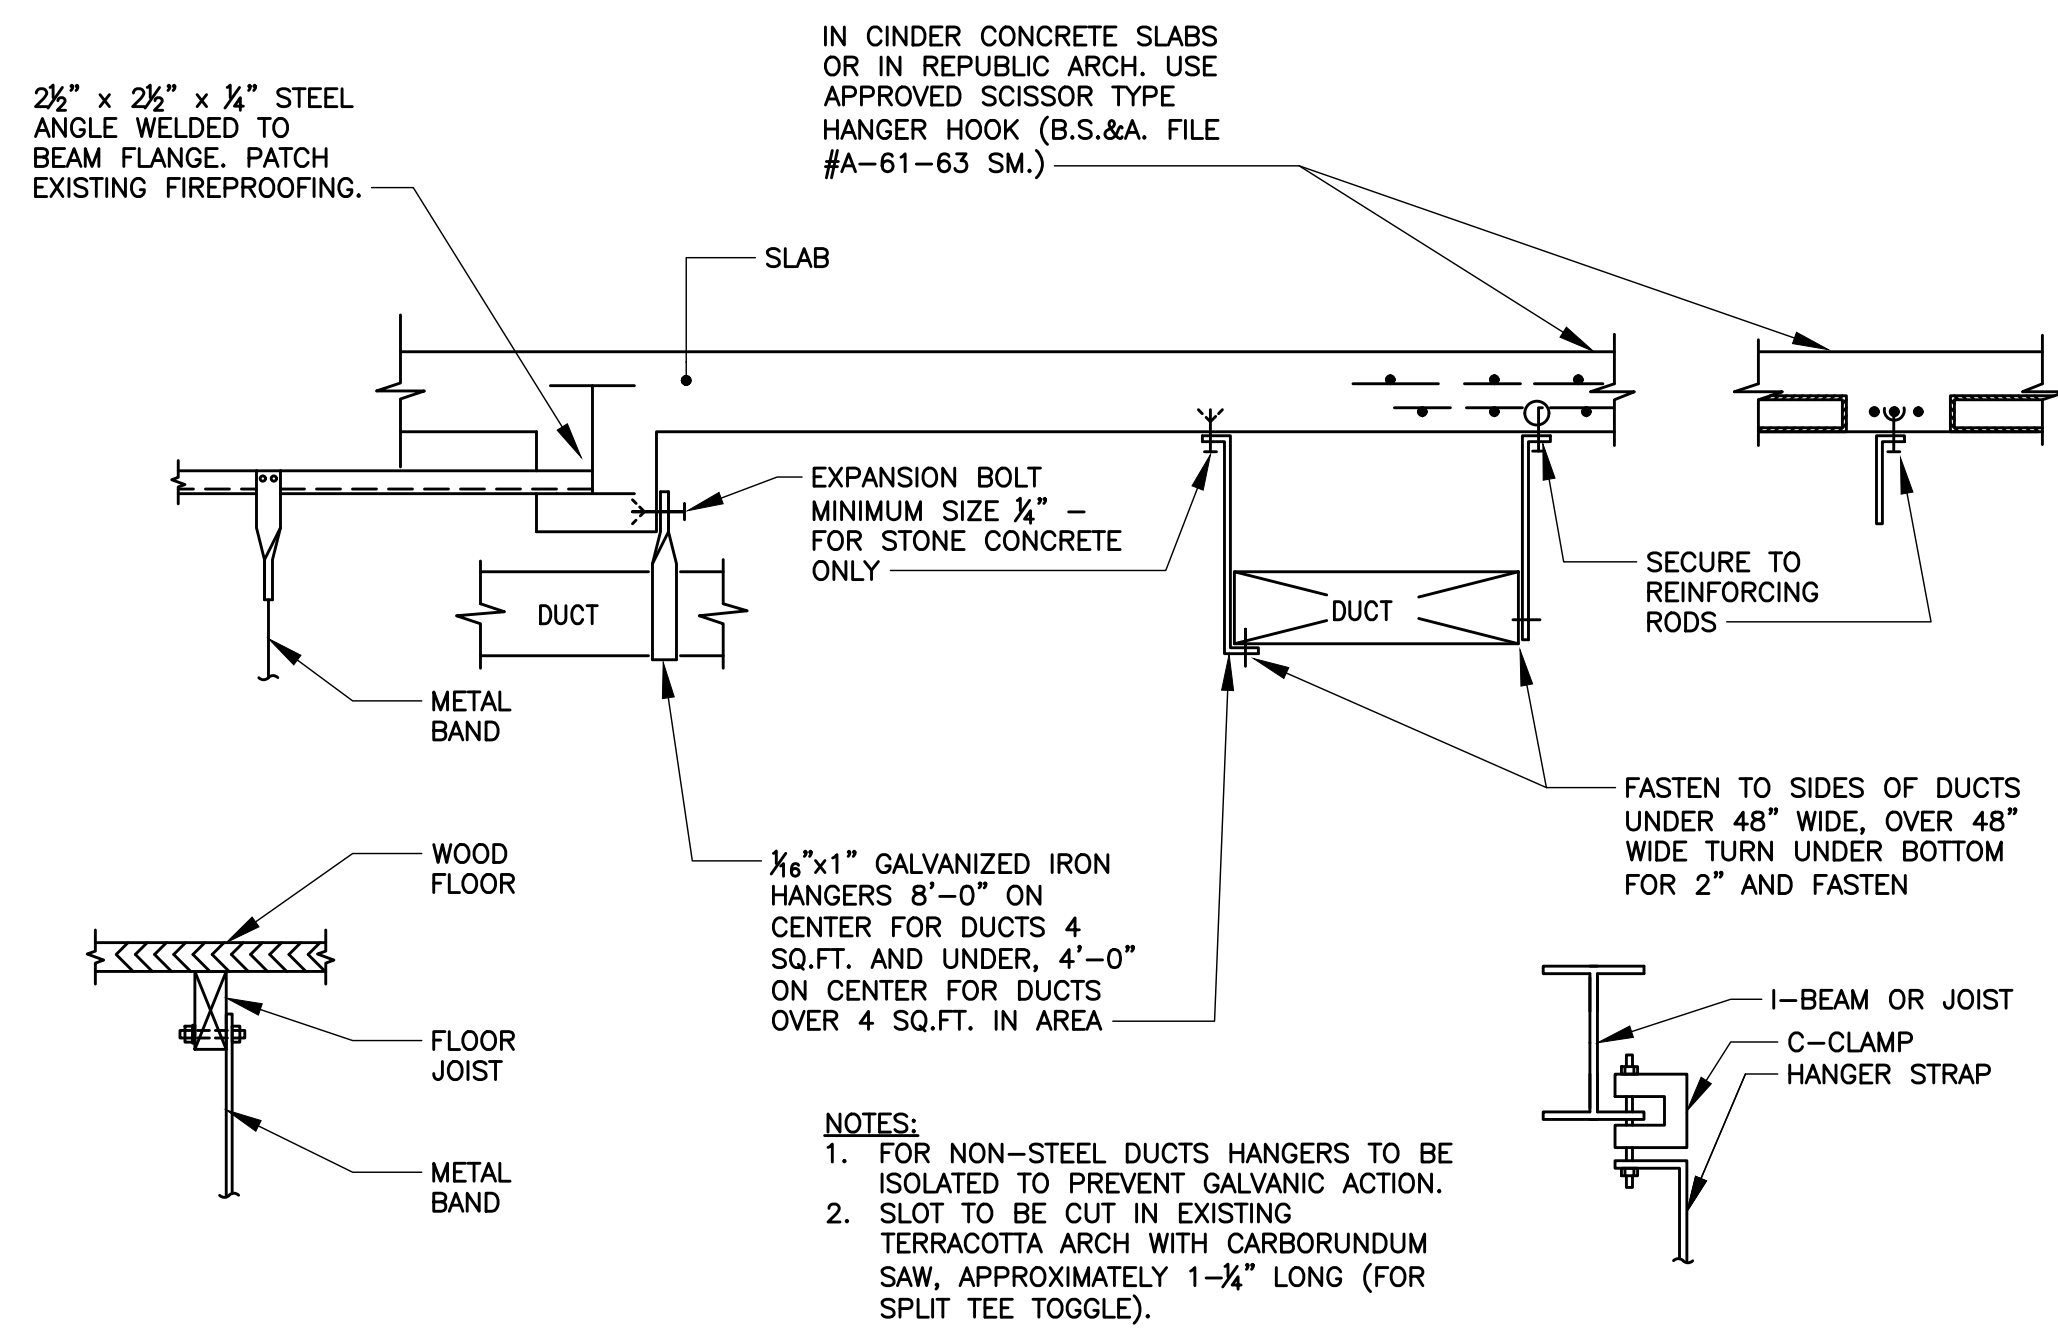 IN CINDER CONCRETE SLABS
OR IN REPUBLIC ARCH. USE
APPROVED SCISSOR TYPE
HANGER HOOK (B.S.&A. FILE
#A-61-63 SM.)
2½” x 2½” x ¼” STEEL
ANGLE WELDED TO
BEAM FLANGE. PATCH
EXISTING FIREPROOFING.
SLAB
EXPANSION BOLT
MINIMUM SIZE ¼” –
FOR STONE CONCRETE
ONLY
SECURE TO
REINFORCING
RODS
DUCT
DUCT
METAL
BAND
FASTEN TO SIDES OF DUCTS
UNDER 48” WIDE, OVER 48”
WIDE TURN UNDER BOTTOM
FOR 2” AND FASTEN
WOOD
FLOOR
1/16”x1” GALVANIZED IRON
HANGERS 8’-0” ON
CENTER FOR DUCTS 4
SQ.FT. AND UNDER, 4’-0”
ON CENTER FOR DUCTS
OVER 4 SQ.FT. IN AREA
FLOOR
JOIST
METAL
BAND
I-BEAM OR JOIST
C-CLAMP
HANGER STRAP
NOTES:
1. FOR NON-STEEL DUCTS HANGERS TO BE
ISOLATED TO PREVENT GALVANIC ACTION.
2. SLOT TO BE CUT IN EXISTING
TERRACOTTA ARCH WITH CARBORUNDUM
SAW, APPROXIMATELY 1-¼” LONG (FOR
SPLIT TEE TOGGLE).